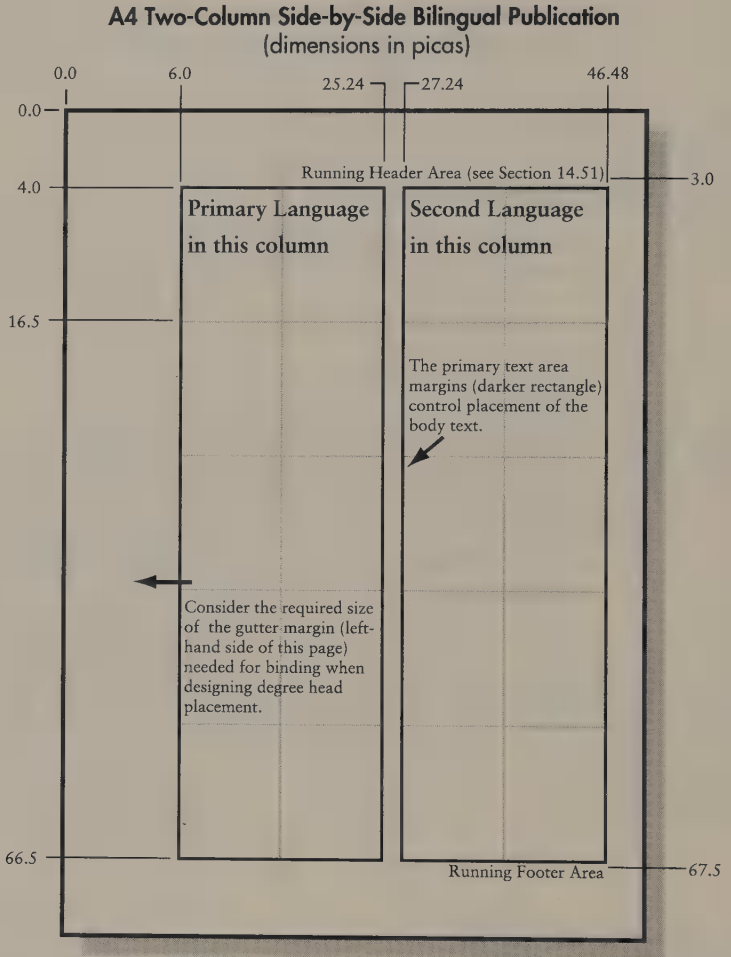 A4 Two-Column Side-by-Side Bilingual Publication
(dimensions in picas)
0.0
6.0
25.24
27.24
46.48
0.0
Running Header Area (see Section 14.51)
3.0
4.0
Primary Language
in this column
Second Language
in this column
16.5
The primary text area
margins (darker rectangle)
control placement of the
body text.
Consider the required size
of the gutter margin (left-
hand side of this page)
needed for binding when
designing degree head
placement.
66.5
Running Footer Area
67.5